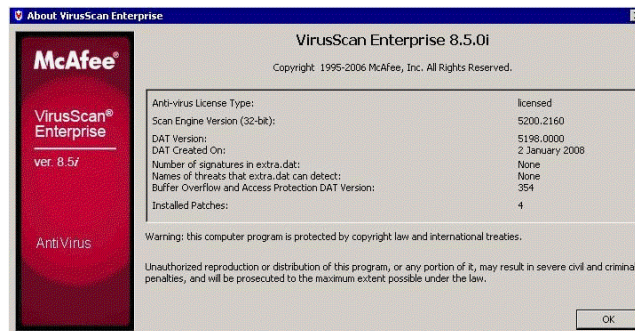 About VirusScan Enterprise
McAfee®
VirusScan®
Enterprise
ver. 8.5i
AntiVirus
VirusScan Enterprise 8.5.0i
Copyright 1995-2006 McAfee, Inc. All Rights Reserved.
Anti-virus License Type: licensed
Scan Engine Version (32-bit): 5200.2160
DAT Version: 5198.0000
DAT Created On: 2 January 2008
Number of signatures in extra.dat: None
Names of threats that extra.dat can detect: None
Buffer Overflow and Access Protection DAT Version: 354
Installed Patches: 4
Warning: this computer program is protected by copyright law and international treaties.
Unauthorized reproduction or distribution of this program, or any portion of it, may result in severe civil and criminal
penalties, and will be prosecuted to the maximum extent possible under the law.
OK